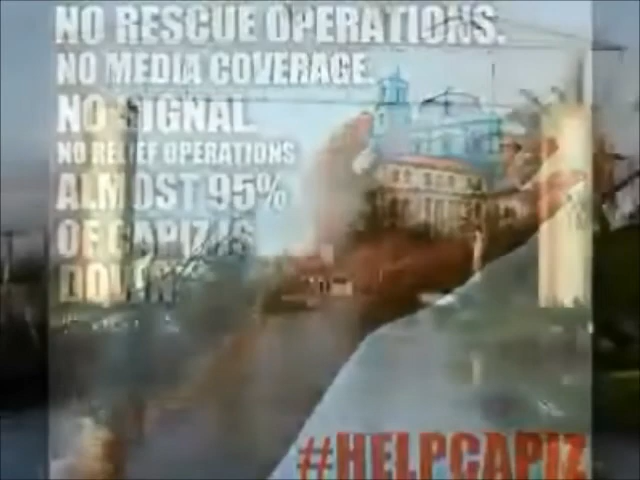 NO RESCUE OPERATIONS.
NO MEDIA COVERAGE.
NO SIGNAL.
NO RELIEF OPERATIONS
ALMOST 95%
OF CAPIZ IS
DOWN.
#HELPCAPIZ